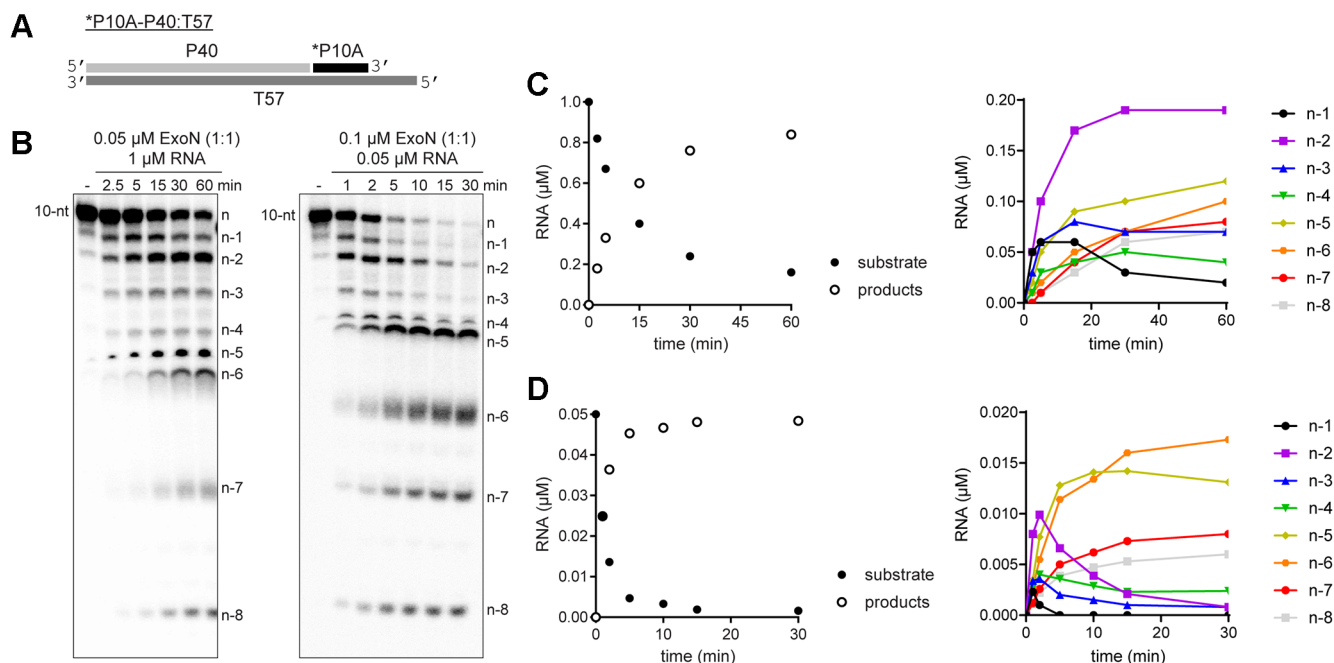 A
*P10A-P40:T57
P40 *P10A
5′ 3′
3′ 5′
T57
B
0.05 µM ExoN (1:1)
1 µM RNA
- 2.5 5 15 30 60 min
10-nt
n
n-1
n-2
n-3
n-4
n-5
n-6
n-7
n-8
0.1 µM ExoN (1:1)
0.05 µM RNA
- 1 2 5 10 15 30 min
10-nt
n
n-1
n-2
n-3
n-4
n-5
n-6
n-7
n-8
C
RNA (µM)
1.0
0.8
0.6
0.4
0.2
0.0
0 15 30 45 60
time (min)
substrate
products
RNA (µM)
0.20
0.15
0.10
0.05
0.00
0 20 40 60
time (min)
n-1
n-2
n-3
n-4
n-5
n-6
n-7
n-8
D
RNA (µM)
0.05
0.04
0.03
0.02
0.01
0.00
0 10 20 30
time (min)
substrate
products
RNA (µM)
0.020
0.015
0.010
0.005
0.000
0 10 20 30
time (min)
n-1
n-2
n-3
n-4
n-5
n-6
n-7
n-8